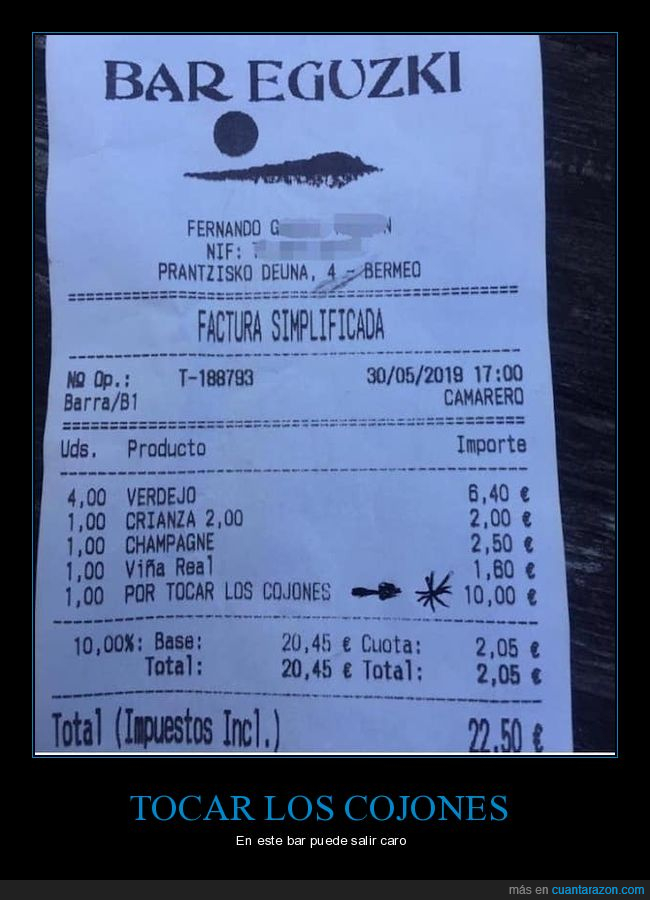 BAR EGUZKI
FERNANDO G
NIF:
PRANTZISKO DEUNA, 4 - BERMEO
FACTURA SIMPLIFICADA
Nº Op.: T-188793 30/05/2019 17:00
Barra/B1 CAMARERO
Uds. Producto Importe
4,00 VERDEJO 6,40 €
1,00 CRIANZA 2,00 2,00 €
1,00 CHAMPAGNE 2,50 €
1,00 Viña Real 1,60 €
1,00 POR TOCAR LOS COJONES 10,00 €
10,00%: Base: 20,45 € Cuota: 2,05 €
Total: 20,45 € Total: 2,05 €
Total (Impuestos Incl.) 22,50 €
TOCAR LOS COJONES
En este bar puede salir caro
más en cuantarazon.com